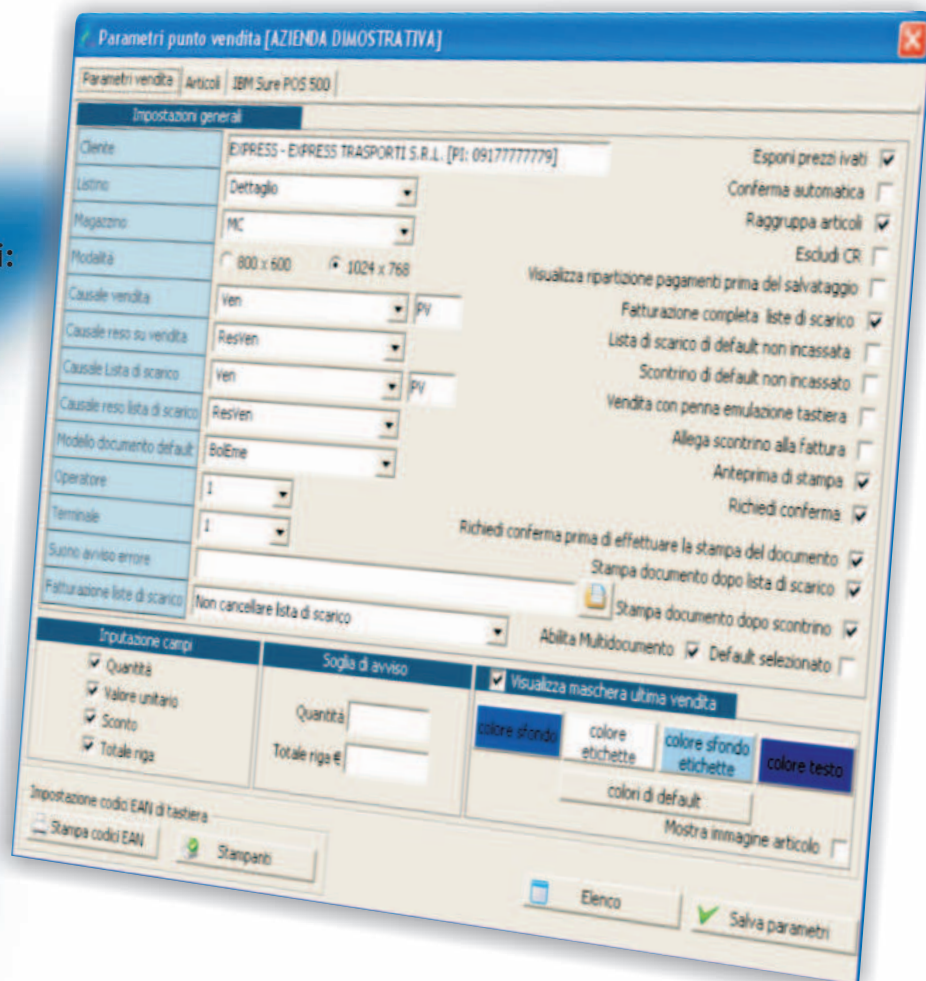 Parametri punto vendita [AZIENDA DIMOSTRATIVA]
Parametri vendita Articoli IBM Sure POS 500
Impostazioni generali
Cliente EXPRESS - EXPRESS TRASPORTI S.R.L. [PI: 09177777779]
Listino Dettaglio
Magazzino MC
Modalità 800 x 600 1024 x 768
Causale vendita Ven PV
Causale reso su vendita ResVen
Causale Lista di scarico Ven PV
Causale reso lista di scarico ResVen
Modello documento default BolEme
Operatore 1
Terminale 1
Suono avviso errore
Fatturazione liste di scarico Non cancellare lista di scarico
Esponi prezzi ivati
Conferma automatica
Raggruppa articoli
Escludi CR
Visualizza ripartizione pagamenti prima del salvataggio
Fatturazione completa liste di scarico
Lista di scarico di default non incassata
Scontrino di default non incassato
Vendita con penna emulazione tastiera
Allega scontrino alla fattura
Anteprima di stampa
Richiedi conferma
Richiedi conferma prima di effettuare la stampa del documento
Stampa documento dopo lista di scarico
Stampa documento dopo scontrino
Abilita Multidocumento Default selezionato
Inputazione campi
Quantità
Valore unitario
Sconto
Totale riga
Soglia di avviso
Quantità
Totale riga €
Visualizza maschera ultima vendita
colore sfondo
colore
etichette
colore sfondo
etichette
colore testo
colori di default
Mostra immagine articolo
Impostazione codici EAN di tastiera
Stampa codici EAN Stampanti
Elenco Salva parametri